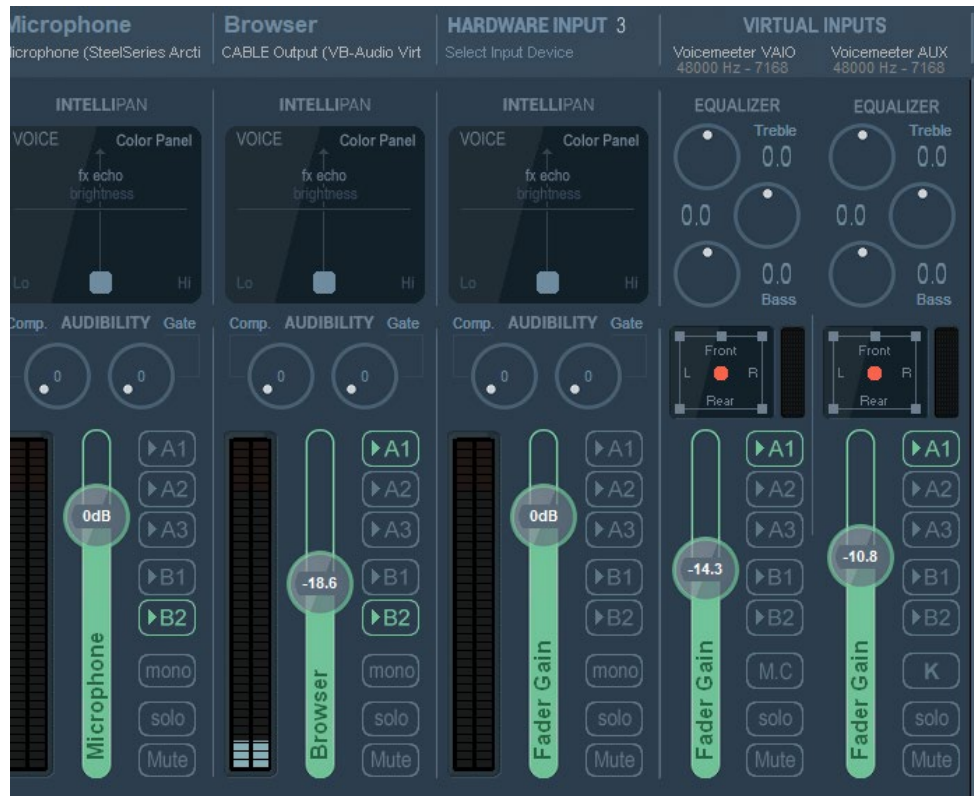 Microphone
Microphone (SteelSeries Arcti
INTELLIPAN
VOICE
Color Panel
fx echo
brightness
Lo
Hi
Comp. AUDIBILITY Gate
0
0
A1
A2
A3
B1
B2
0dB
Microphone
mono
solo
Mute
Browser
CABLE Output (VB-Audio Virt
INTELLIPAN
VOICE
Color Panel
fx echo
brightness
Lo
Hi
Comp. AUDIBILITY Gate
0
0
A1
A2
A3
B1
B2
-18.6
Browser
mono
solo
Mute
HARDWARE INPUT 3
Select Input Device
INTELLIPAN
VOICE
Color Panel
fx echo
brightness
Lo
Hi
Comp. AUDIBILITY Gate
0
0
A1
A2
A3
B1
B2
0dB
Fader Gain
mono
solo
Mute
VIRTUAL INPUTS
Voicemeeter VAIO
48000 Hz - 7168
EQUALIZER
Treble
0.0
0.0
0.0
Bass
Front
L
R
Rear
A1
A2
A3
B1
B2
-14.3
Fader Gain
M.C
solo
Mute
Voicemeeter AUX
48000 Hz - 7168
EQUALIZER
Treble
0.0
0.0
0.0
Bass
Front
L
R
Rear
A1
A2
A3
B1
B2
-10.8
Fader Gain
K
solo
Mute